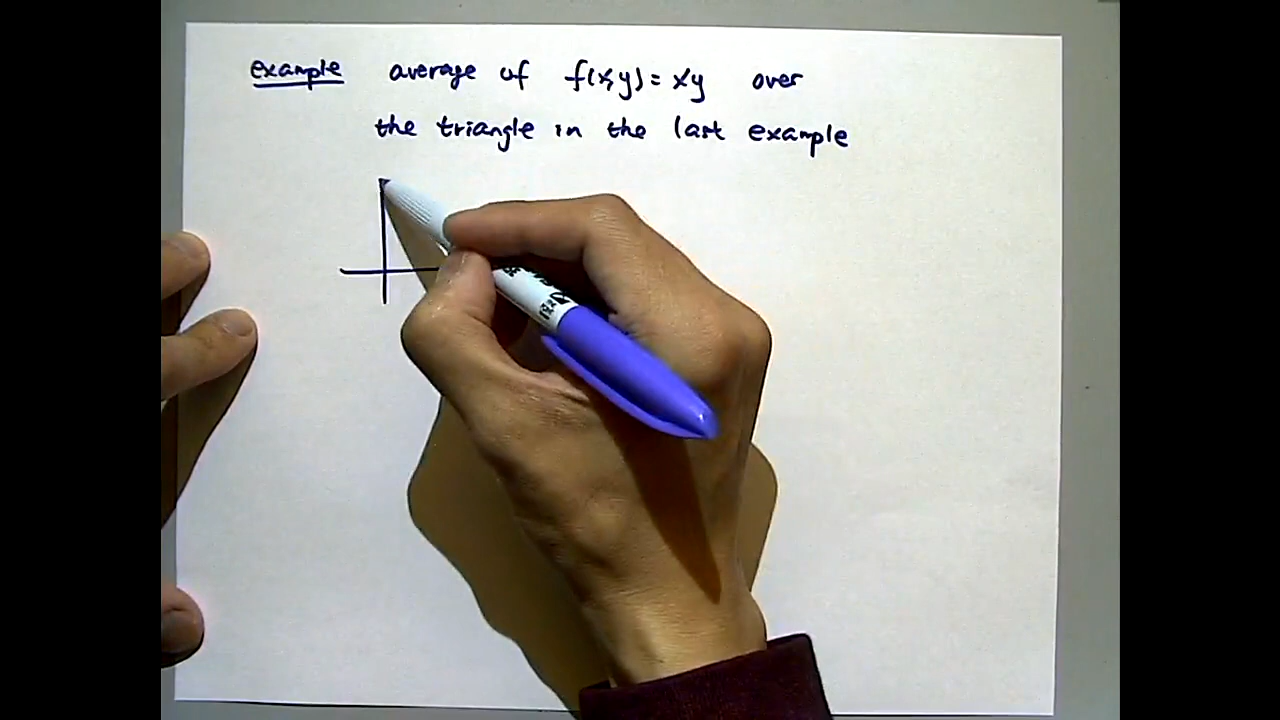 example average of f(x,y) = xy over
the triangle in the last example